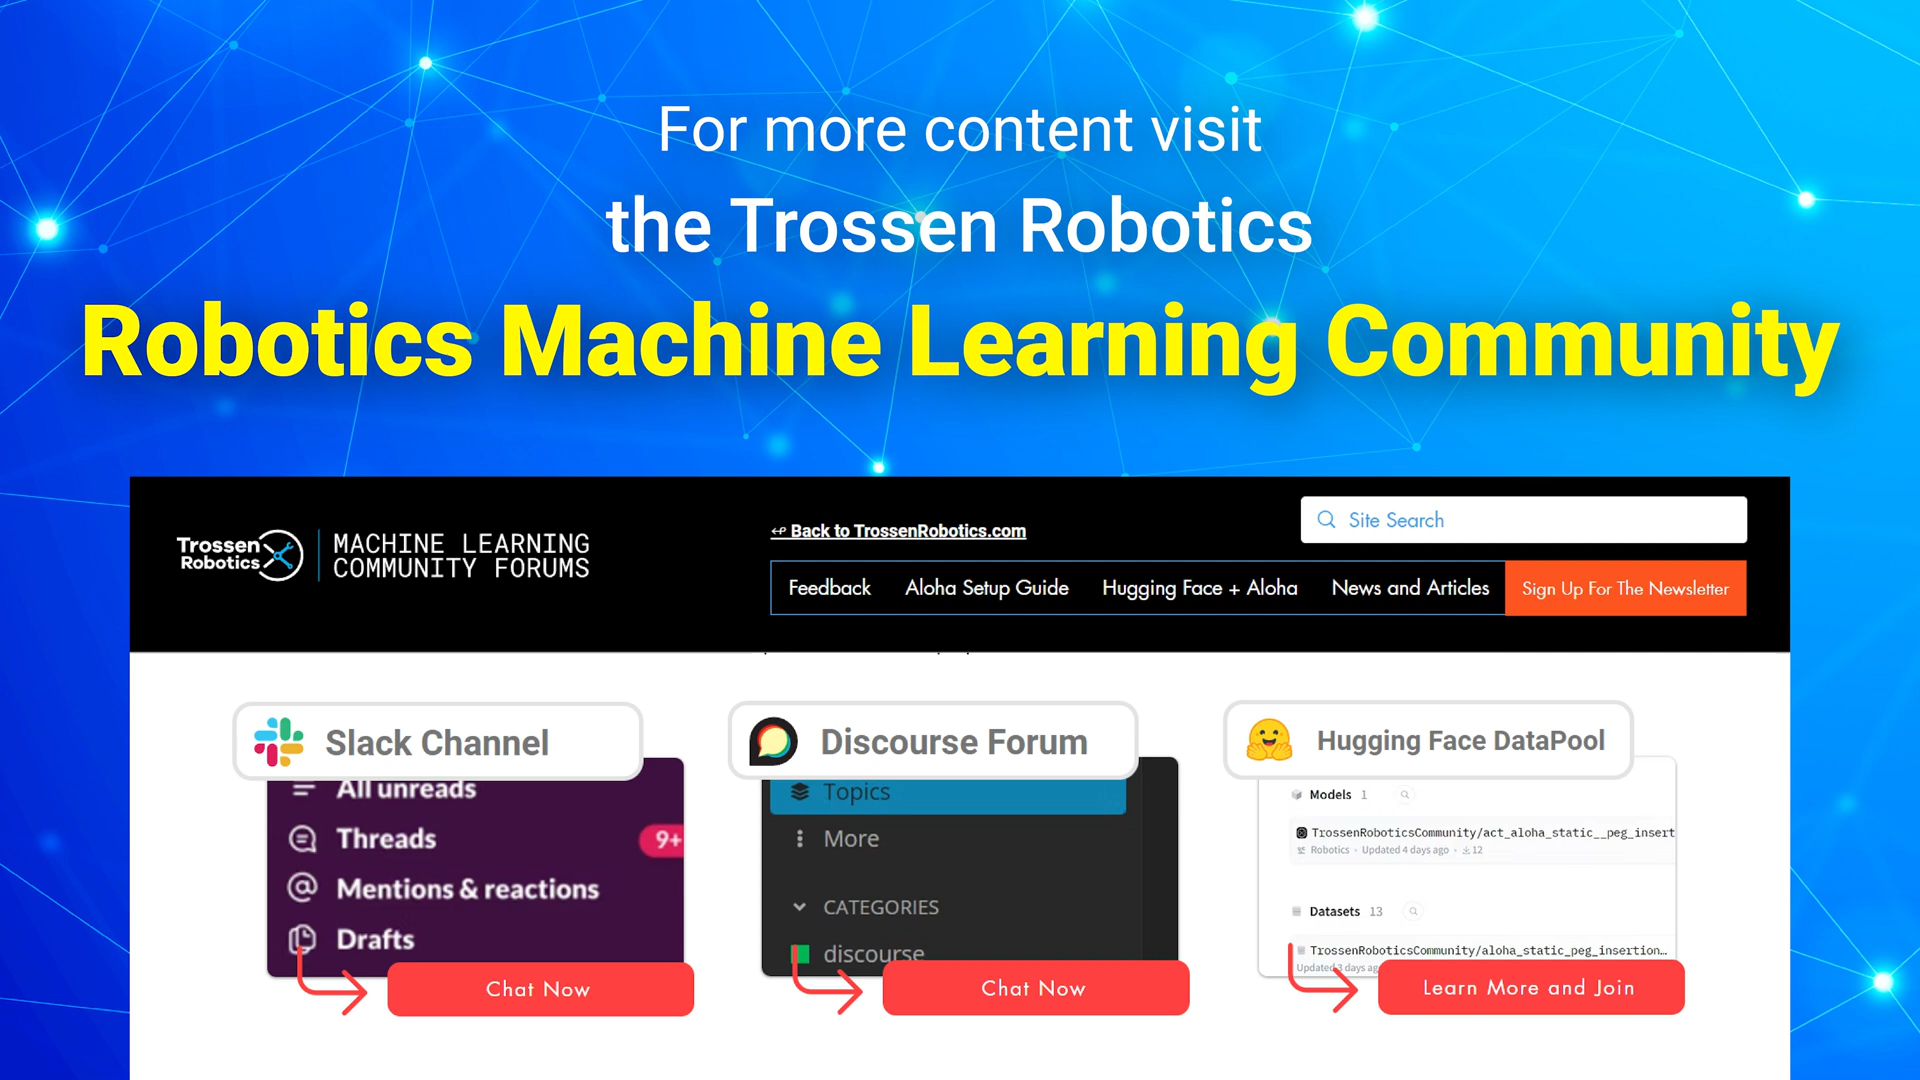 For more content visit
the Trossen Robotics
Robotics Machine Learning Community
Trossen
Robotics
MACHINE LEARNING
COMMUNITY FORUMS
Back to TrossenRobotics.com
Site Search
Feedback
Aloha Setup Guide
Hugging Face + Aloha
News and Articles
Sign Up For The Newsletter
Slack Channel
All unreads
Threads
9+
Mentions & reactions
Drafts
Chat Now
Discourse Forum
Topics
More
CATEGORIES
discourse
Chat Now
Hugging Face DataPool
Models 1
TrossenRoboticsCommunity/act_aloha_static__peg_insert
Robotics • Updated 4 days ago • 12
Datasets 13
TrossenRoboticsCommunity/aloha_static_peg_insertion…
Updated 3 days ag
Learn More and Join